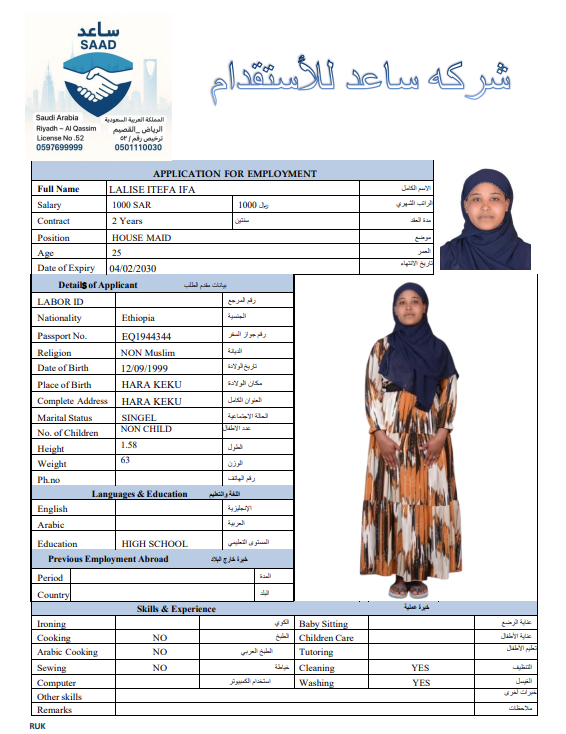 ساعد
SAAD
Saudi Arabia المملكة العربية السعودية
Riyadh – Al Qassim الرياض _ القصيم
License No .52 ترخيص رقم / ٥٢
0597699999 0501110030
شركه ساعد للأستقدام
APPLICATION FOR EMPLOYMENT
Full Name LALISE ITEFA IFA الاسم الكامل
Salary 1000 SAR 1000 ريال الراتب الشهري
Contract 2 Years سنتين مدة العقد
Position HOUSE MAID موضع
Age 25 العمر
Date of Expiry 04/02/2030 تاريخ الانتهاء
Details of Applicant بيانات مقدم الطلب
LABOR ID رقم المرجع
Nationality Ethiopia الجنسية
Passport No. EQ1944344 رقم جواز السفر
Religion NON Muslim الديانة
Date of Birth 12/09/1999 تاريخ الولادة
Place of Birth HARA KEKU مكان الولادة
Complete Address HARA KEKU العنوان الكامل
Marital Status SINGEL الحالة الاجتماعية
No. of Children NON CHILD عدد الاطفال
Height 1.58 الطول
Weight 63 الوزن
Ph.no رقم الهاتف
Languages & Education اللغة والتعليم
English الإنجليزية
Arabic العربية
Education HIGH SCHOOL المستوى التعليمي
Previous Employment Abroad خبرة خارج البلاد
Period المدة
Country البلد
Skills & Experience خبرة عملية
Ironing الكوي Baby Sitting عناية الرضع
Cooking NO الطبخ Children Care عناية الأطفال
Arabic Cooking NO الطبخ العربي Tutoring تعليم الأطفال
Sewing NO خياطة Cleaning YES التنظيف
Computer استخدام الكمبيوتر Washing YES الغسيل
Other skills خبرات أخرى
Remarks ملاحظات
RUK